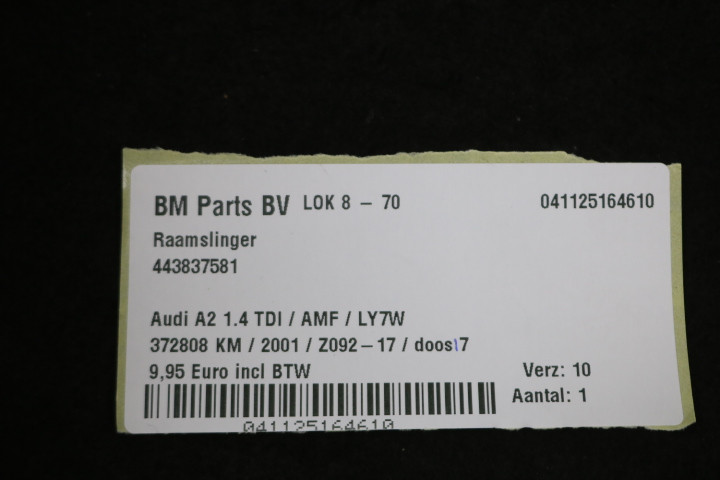 BM Parts BV LOK 8 – 70 041125164610
Raamslinger
443837581
Audi A2 1.4 TDI / AMF / LY7W
372808 KM / 2001 / Z092–17 / doos17
9,95 Euro incl BTW Verz: 10
Aantal: 1
041125164610